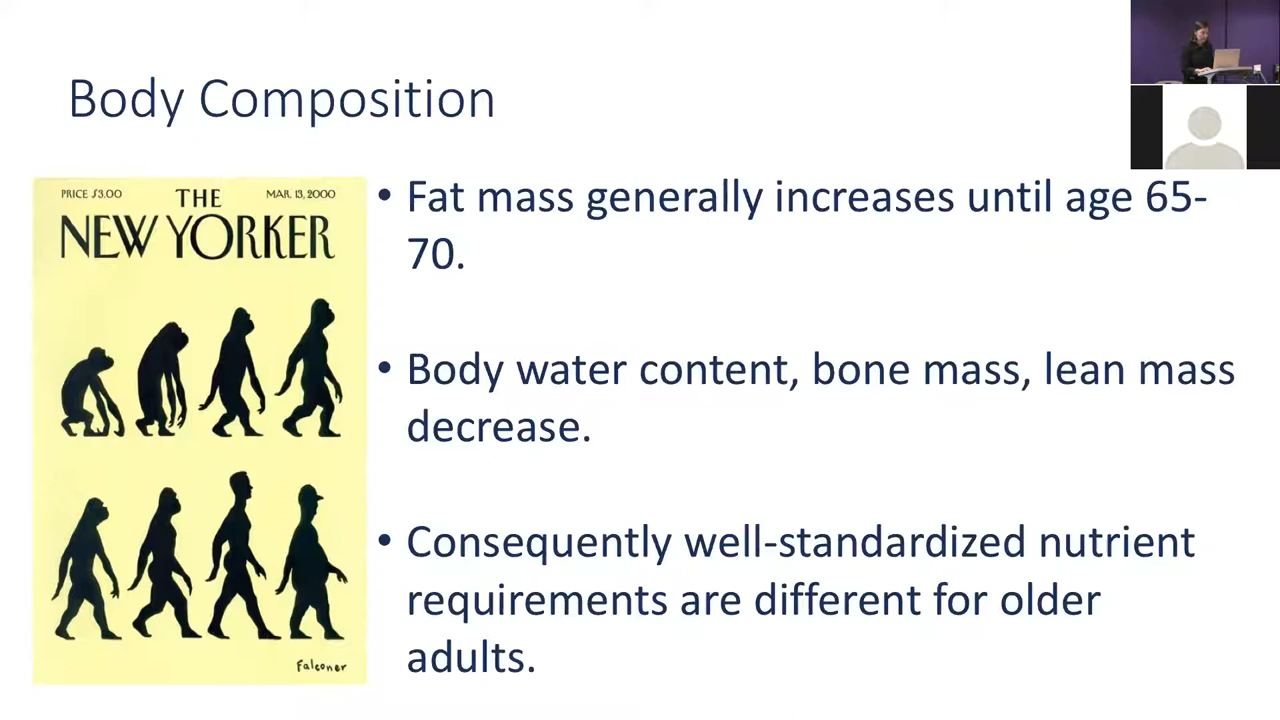 Body Composition
PRICE $3.00
THE
MAR. 13, 2000
NEW YORKER
• Fat mass generally increases until age 65-
70.
• Body water content, bone mass, lean mass
decrease.
• Consequently well-standardized nutrient
requirements are different for older
adults.
Falconer